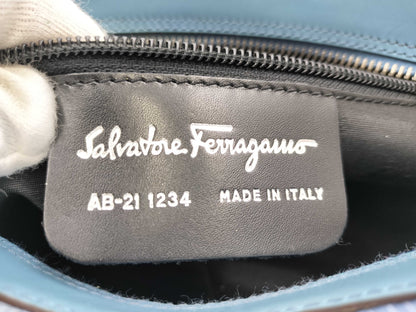 Salvatore Ferragamo
AB-21 1234 MADE IN ITALY